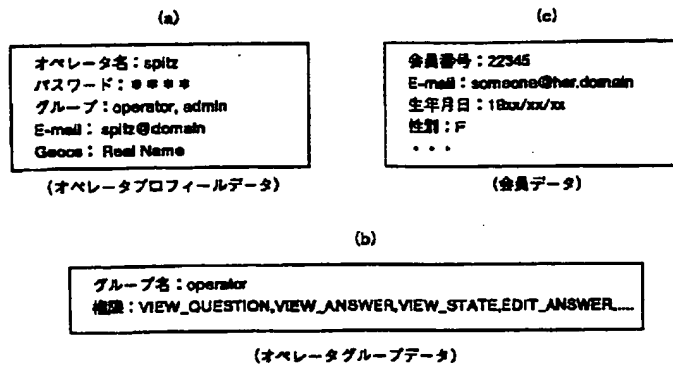 (a)
オペレータ名：spitz
パスワード：＊＊＊＊
グループ：operator, admin
E-mail：spitz@domain
Gecos：Real Name
(オペレータプロフィールデータ)
(c)
会員番号：22345
E-mail：someone@her.domain
生年月日：19xx/xx/xx
性別：F
・・・
(会員データ)
(b)
グループ名：operator
権限：VIEW_QUESTION,VIEW_ANSWER,VIEW_STATE,EDIT_ANSWER,....
(オペレータグループデータ)